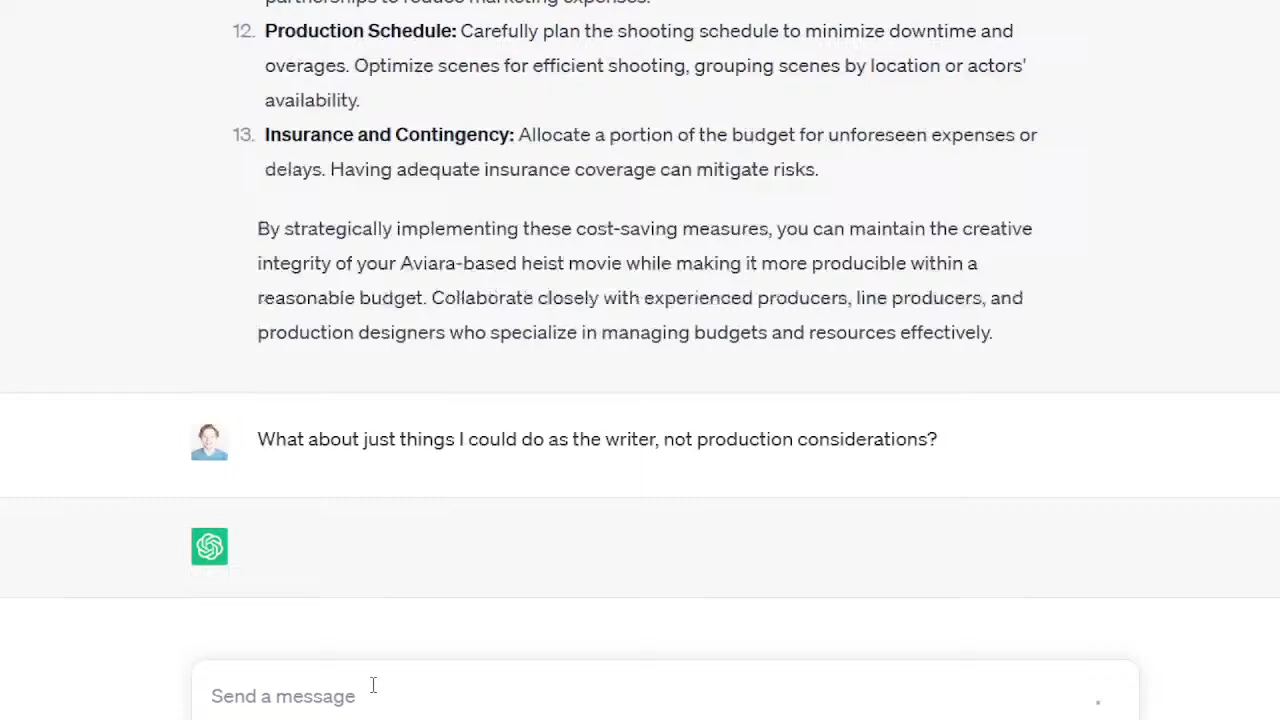 partnerships to reduce marketing expenses.
12. Production Schedule: Carefully plan the shooting schedule to minimize downtime and
overages. Optimize scenes for efficient shooting, grouping scenes by location or actors'
availability.
13. Insurance and Contingency: Allocate a portion of the budget for unforeseen expenses or
delays. Having adequate insurance coverage can mitigate risks.
By strategically implementing these cost-saving measures, you can maintain the creative
integrity of your Aviara-based heist movie while making it more producible within a
reasonable budget. Collaborate closely with experienced producers, line producers, and
production designers who specialize in managing budgets and resources effectively.
What about just things I could do as the writer, not production considerations?
Send a message